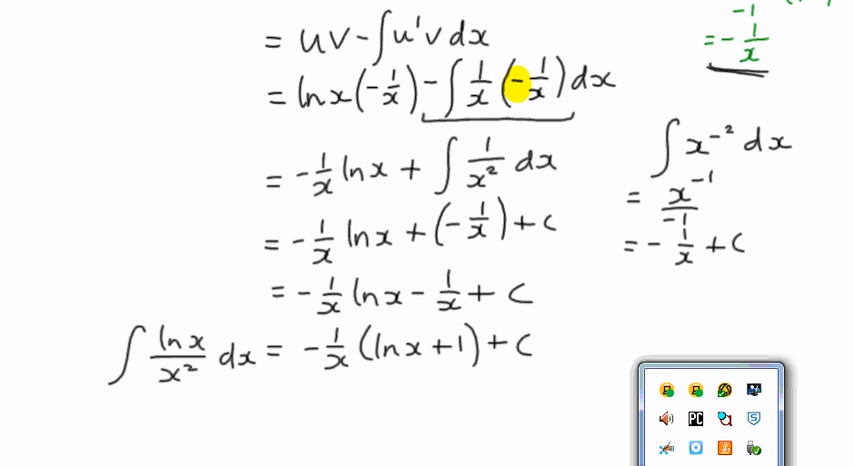 = uv - ∫u'v dx
= ln x (-1/x) - ∫ 1/x (-1/x) dx
= -1/x ln x + ∫ 1/x² dx
= -1/x ln x + (-1/x) + C
= -1/x ln x - 1/x + C
∫ ln x/x² dx = -1/x (ln x + 1) + C
-1
= -1/x
∫ x⁻² dx
= x⁻¹/-1
= -1/x + C
PC